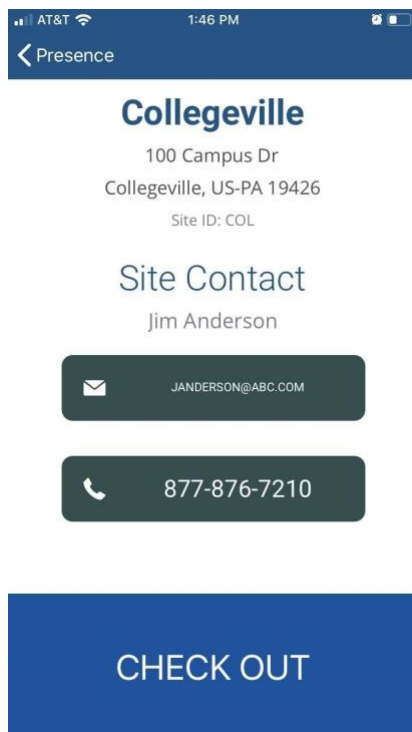 AT&T 1:46 PM
Presence
Collegeville
100 Campus Dr
Collegeville, US-PA 19426
Site ID: COL
Site Contact
Jim Anderson
JANDERSON@ABC.COM
877-876-7210
CHECK OUT